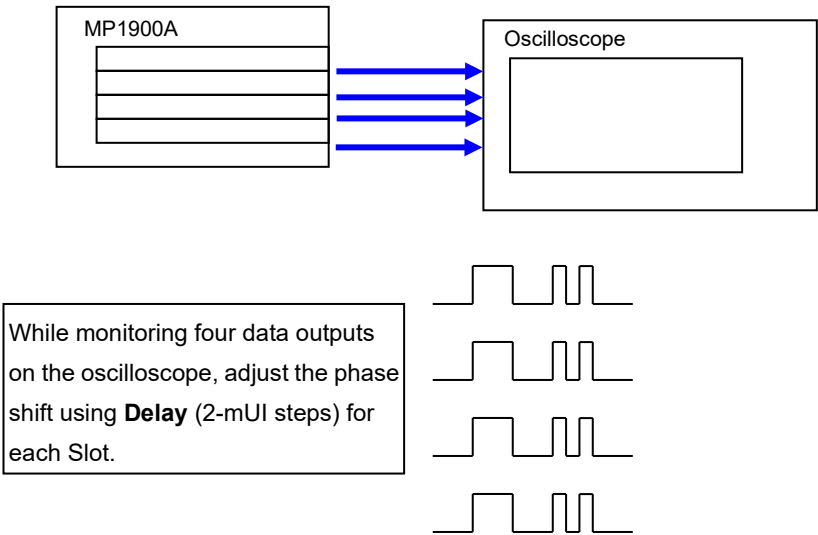 MP1900A
Oscilloscope
While monitoring four data outputs
on the oscilloscope, adjust the phase
shift using Delay (2-mUI steps) for
each Slot.